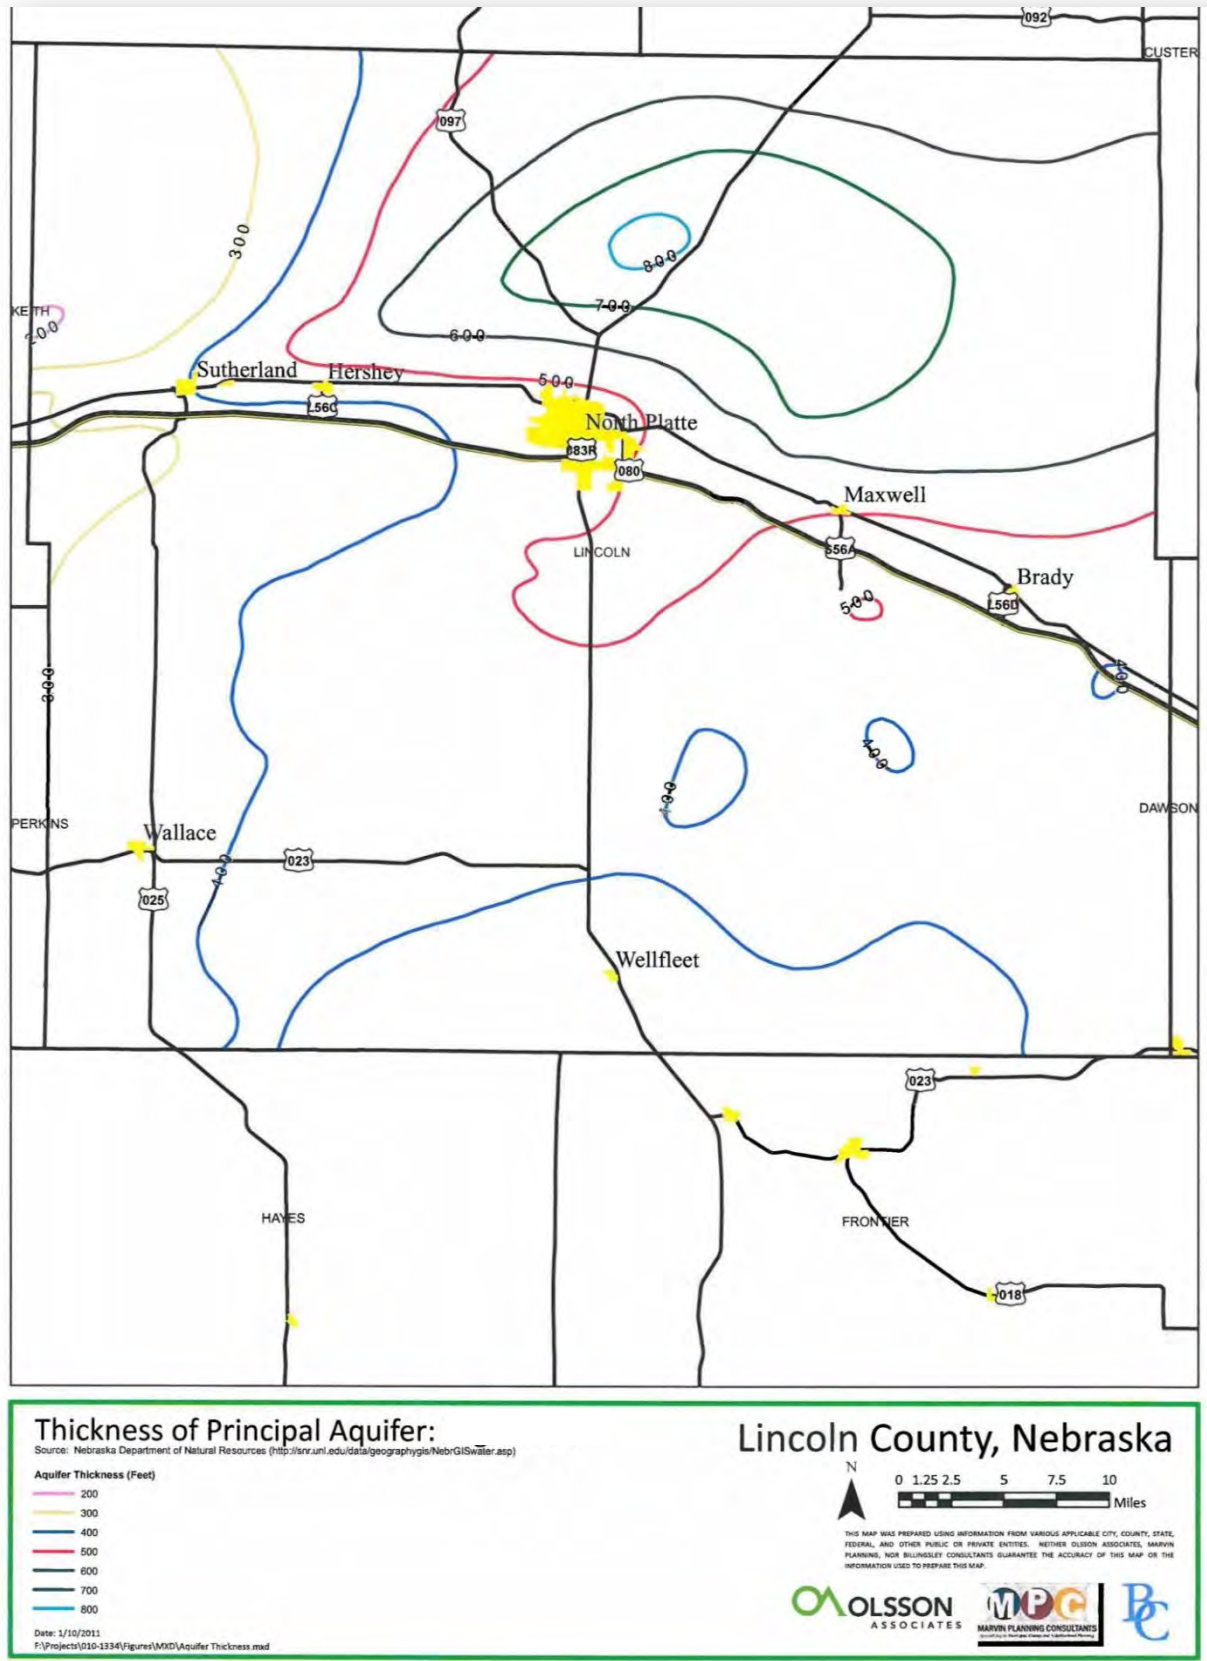 092
CUSTER
097
300
800
KEITH
200
700
600
Sutherland
Hershey
500
L56C
North Platte
83R
080
Maxwell
S56A
LINCOLN
Brady
500
L56D
400
300
400
400
PERKINS
DAWSON
Wallace
023
400
025
Wellfleet
023
HAYES
FRONTIER
018
Thickness of Principal Aquifer:
Source: Nebraska Department of Natural Resources (http://snr.unl.edu/data/geographygis/NebrGISwater.asp)
Aquifer Thickness (Feet)
200
300
400
500
600
700
800
Date: 1/10/2011
F:\Projects\010-1334\Figures\MXD\Aquifer Thickness.mxd
Lincoln County, Nebraska
N
0 1.25 2.5 5 7.5 10
Miles
THIS MAP WAS PREPARED USING INFORMATION FROM VARIOUS APPLICABLE CITY, COUNTY, STATE,
FEDERAL, AND OTHER PUBLIC OR PRIVATE ENTITIES. NEITHER OLSSON ASSOCIATES, MARVIN
PLANNING, NOR BILLINGSLEY CONSULTANTS GUARANTEE THE ACCURACY OF THIS MAP OR THE
INFORMATION USED TO PREPARE THIS MAP.
OA OLSSON
ASSOCIATES
MPC
MARVIN PLANNING CONSULTANTS
BC